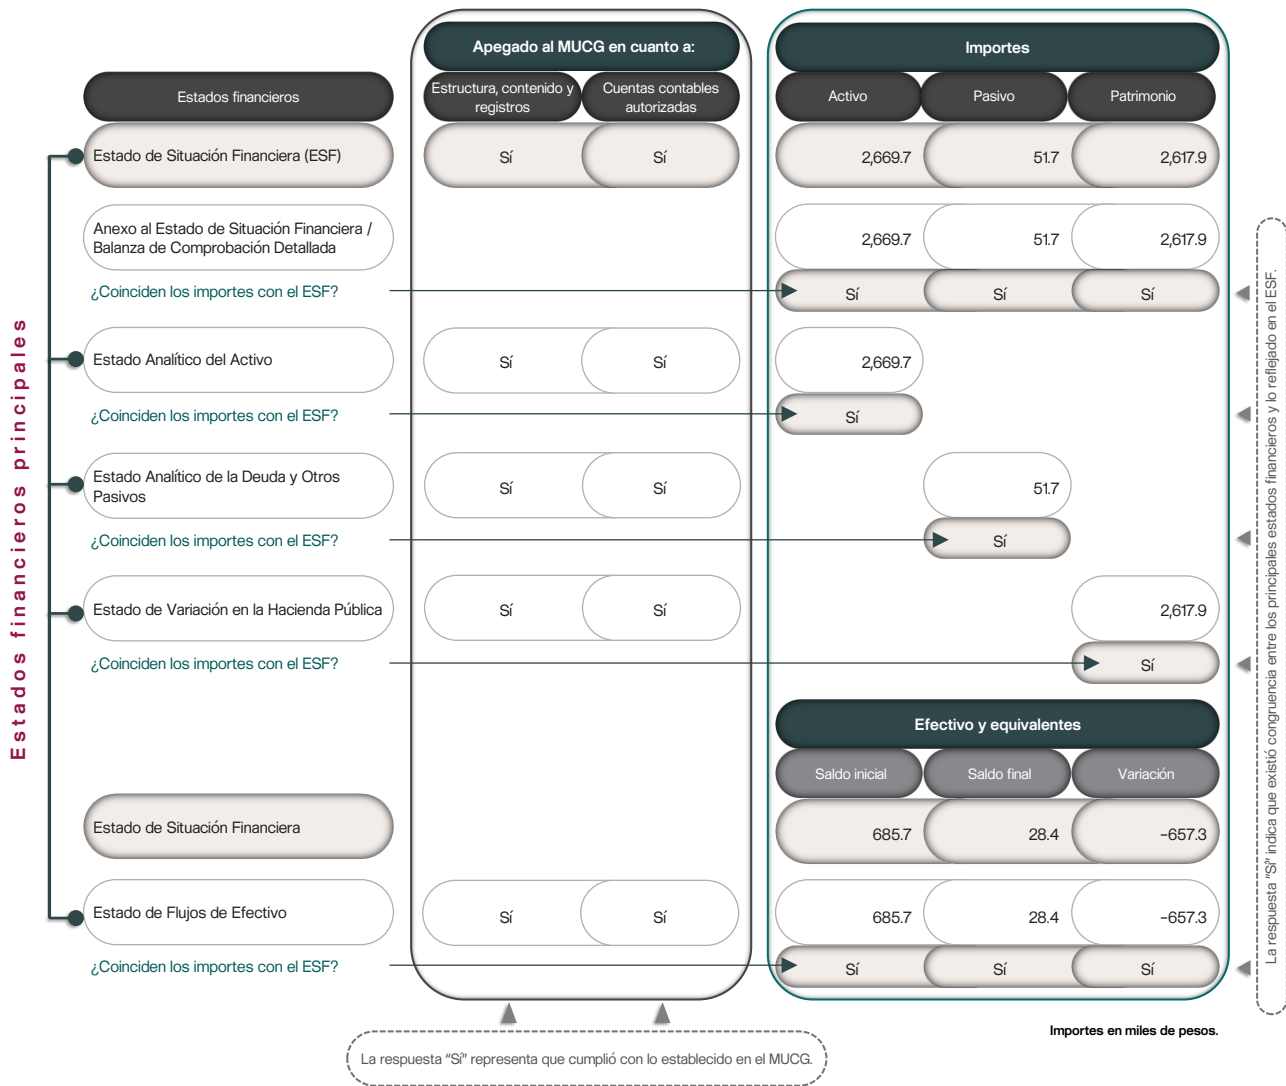 Apegado al MUCG en cuanto a:
Importes
Estados financieros
Estructura, contenido y
registros
Cuentas contables
autorizadas
Activo
Pasivo
Patrimonio
Estado de Situación Financiera (ESF)
Sí
Sí
2,669.7
51.7
2,617.9
Anexo al Estado de Situación Financiera /
Balanza de Comprobación Detallada
2,669.7
51.7
2,617.9
¿Coinciden los importes con el ESF?
Sí
Sí
Sí
Estado Analítico del Activo
Sí
Sí
2,669.7
¿Coinciden los importes con el ESF?
Sí
Estado Analítico de la Deuda y Otros
Pasivos
Sí
Sí
51.7
¿Coinciden los importes con el ESF?
Sí
Estado de Variación en la Hacienda Pública
Sí
Sí
2,617.9
¿Coinciden los importes con el ESF?
Sí
Efectivo y equivalentes
Saldo inicial
Saldo final
Variación
Estado de Situación Financiera
685.7
28.4
-657.3
Estado de Flujos de Efectivo
Sí
Sí
685.7
28.4
-657.3
¿Coinciden los importes con el ESF?
Sí
Sí
Sí
Estados financieros principales
La respuesta "Sí" indica que existió congruencia entre los principales estados financieros y lo reflejado en el ESF.
Importes en miles de pesos.
La respuesta "Sí" representa que cumplió con lo establecido en el MUCG.